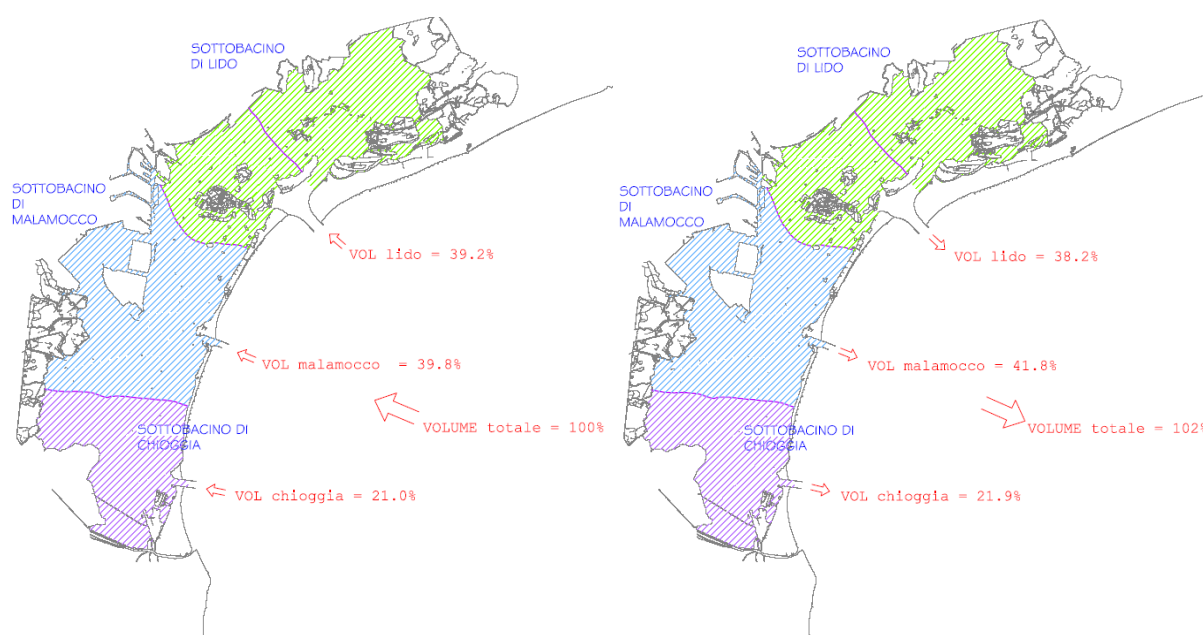 SOTTOBACINO
DI LIDO
SOTTOBACINO
DI
MALAMOCCO
VOL lido = 39.2%
VOL malamocco = 39.8%
VOLUME totale = 100%
SOTTOBACINO DI
CHIOGGIA
VOL chioggia = 21.0%
SOTTOBACINO
DI LIDO
SOTTOBACINO
DI
MALAMOCCO
VOL lido = 38.2%
VOL malamocco = 41.8%
VOLUME totale = 102%
SOTTOBACINO DI
CHIOGGIA
VOL chioggia = 21.9%